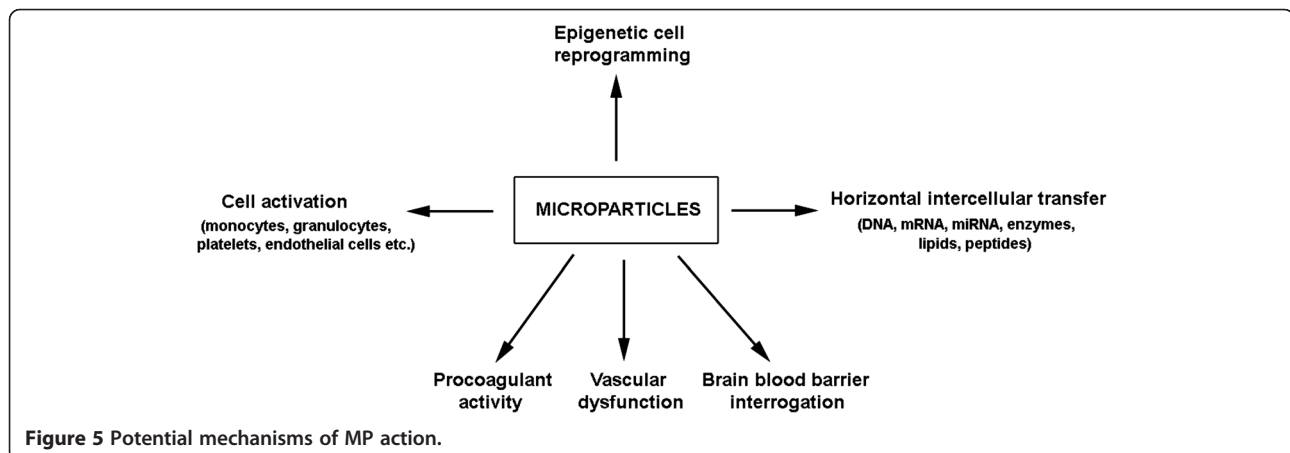 Epigenetic cell
reprogramming
Cell activation
(monocytes, granulocytes,
platelets, endothelial cells etc.)
MICROPARTICLES
Horizontal intercellular transfer
(DNA, mRNA, miRNA, enzymes,
lipids, peptides)
Procoagulant
activity
Vascular
dysfunction
Brain blood barrier
interrogation
Figure 5 Potential mechanisms of MP action.